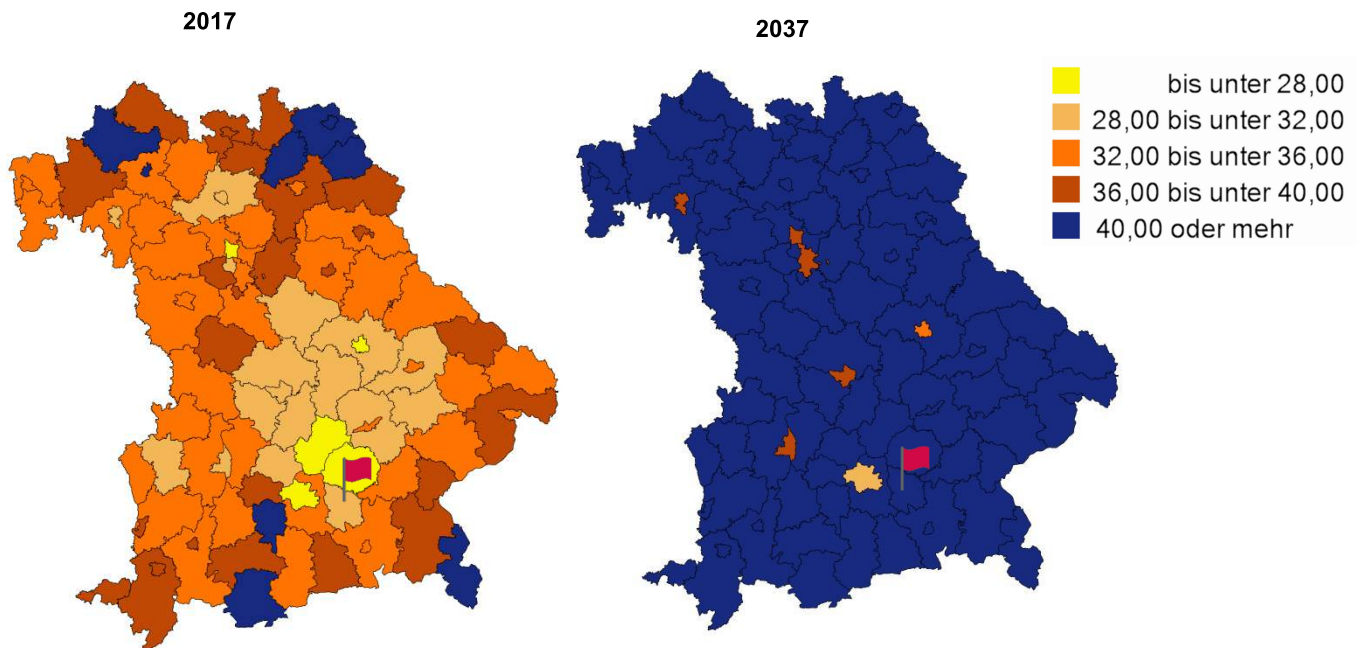 2017
2037
bis unter 28,00
28,00 bis unter 32,00
32,00 bis unter 36,00
36,00 bis unter 40,00
40,00 oder mehr